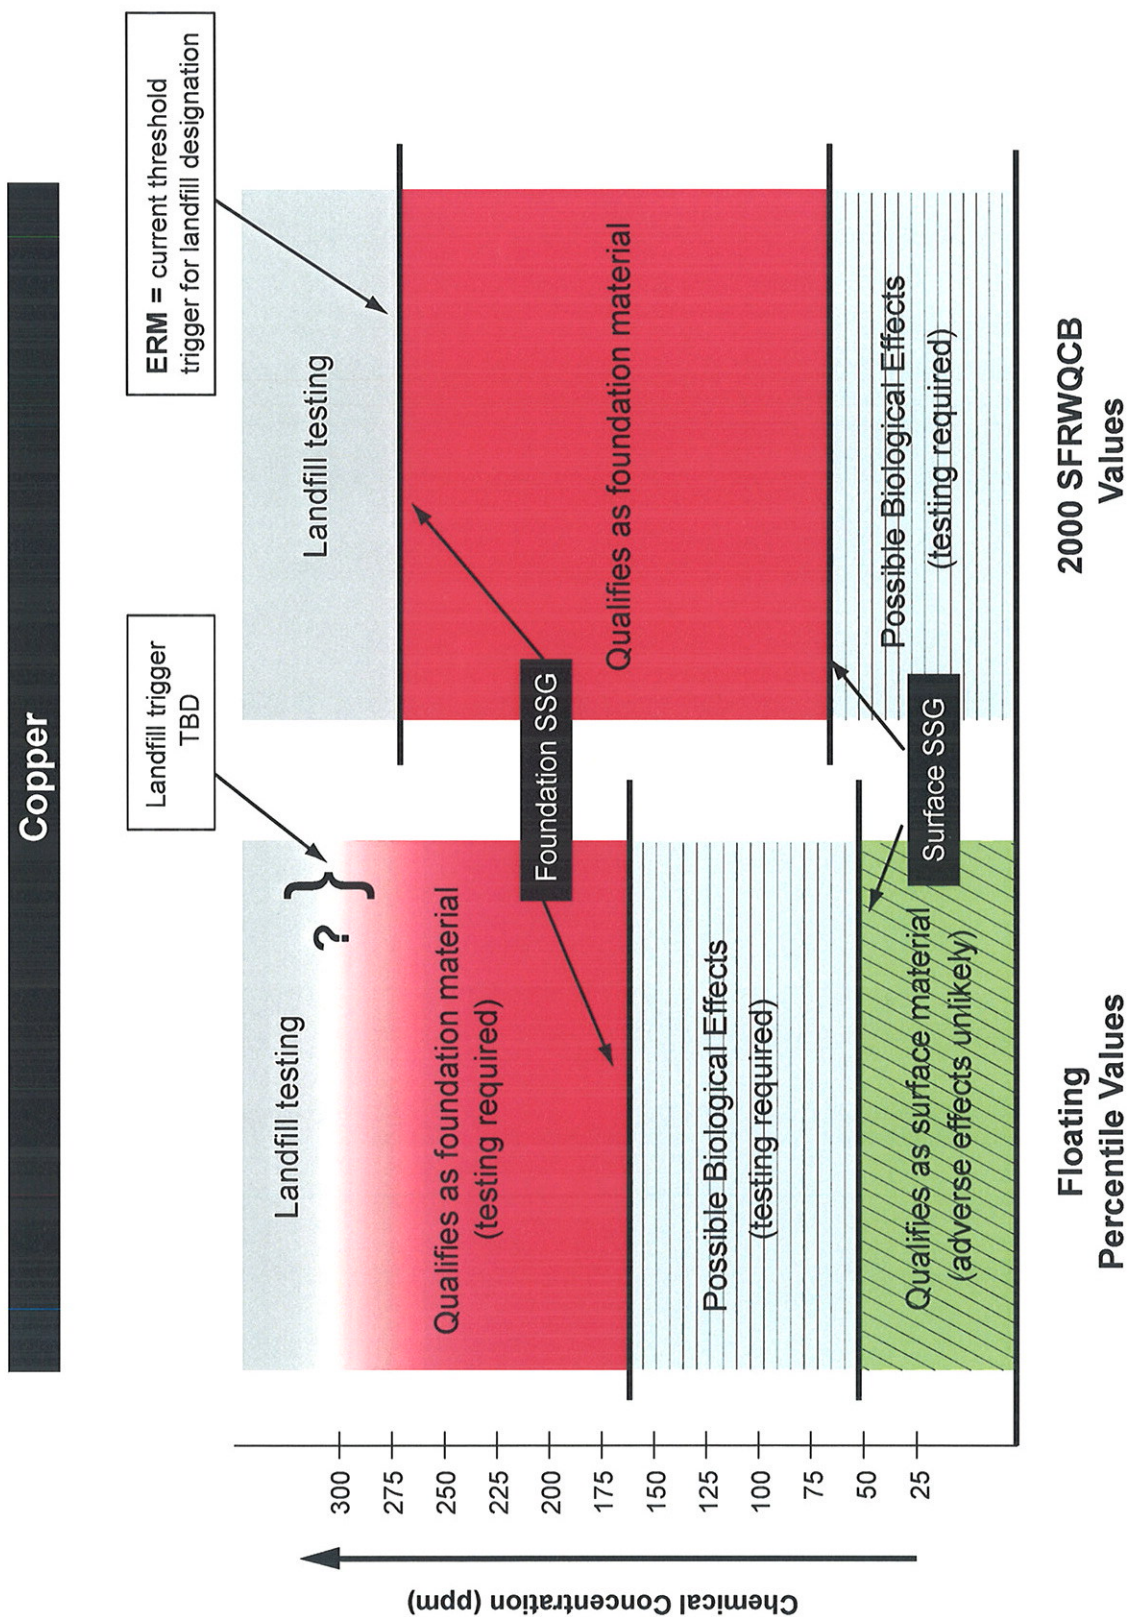 Copper
Landfill trigger
TBD
ERM = current threshold
trigger for landfill designation
Chemical Concentration (ppm)
300
275
250
225
200
175
150
125
100
75
50
25
Landfill testing
?
Qualifies as foundation material
(testing required)
Possible Biological Effects
(testing required)
Qualifies as surface material
(adverse effects unlikely)
Foundation SSG
Surface SSG
Landfill testing
Qualifies as foundation material
Possible Biological Effects
(testing required)
Floating
Percentile Values
2000 SFRWQCB
Values